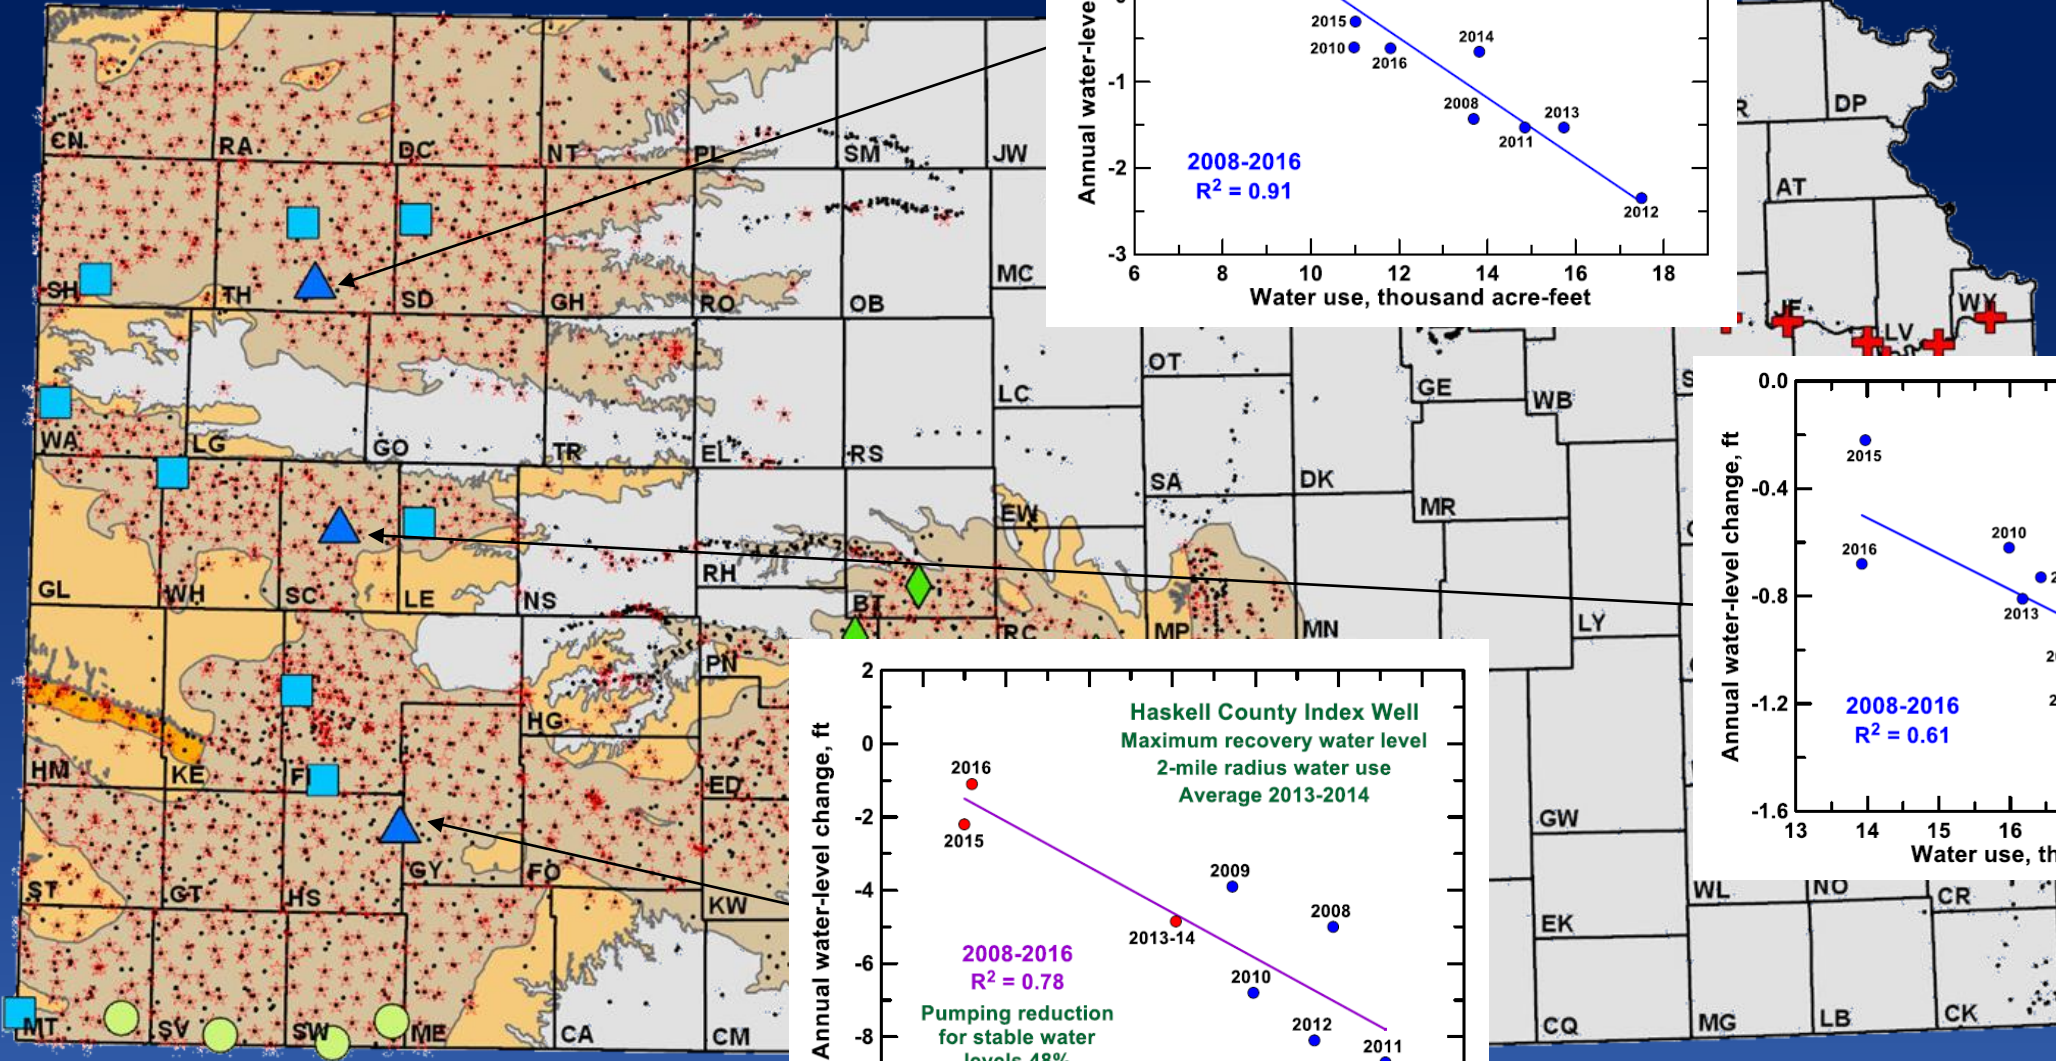 CN
RA
DC
NT
PL
SM
JW
DP
R
AT
SH
TH
SD
GH
RO
OB
MC
JF
WY
LV
WA
LG
GO
TR
EL
RS
LC
OT
GE
WB
S
SA
DK
MR
EW
GL
WH
SC
LE
NS
RH
BT
RC
MP
MN
LY
PN
HM
KE
FI
HG
ED
GW
ST
GT
HS
GY
FO
KW
EK
WL
NO
CR
MT
SV
SW
ME
CA
CM
CQ
MG
LB
CK
Annual water-leve
-1
-2
-3
2015
2010
2016
2014
2008
2011
2013
2012
2008-2016
R² = 0.91
6 8 10 12 14 16 18
Water use, thousand acre-feet
Annual water-level change, ft
0.0
-0.4
-0.8
-1.2
-1.6
2015
2016
2010
2013
2008-2016
R² = 0.61
13 14 15 16
Water use, th
Annual water-level change, ft
2
0
-2
-4
-6
-8
Haskell County Index Well
Maximum recovery water level
2-mile radius water use
Average 2013-2014
2016
2015
2009
2008
2013-14
2010
2012
2011
2008-2016
R² = 0.78
Pumping reduction
for stable water
levels 48%